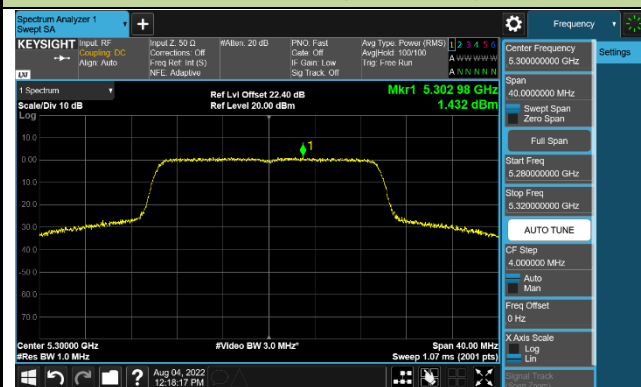 Spectrum Analyzer 1
Swept SA
Frequency
KEYSIGHT
Input: RF
Coupling: DC
Align: Auto
Input Z: 50 Ω
Corrections: Off
Freq Ref: Int (S)
NFE: Adaptive
#Atten: 20 dB
PNO: Fast
Gate: Off
IF Gain: Low
Sig Track: Off
Avg Type: Power (RMS)
Avg|Hold: 100/100
Trig: Free Run
1 2 3 4 5 6
A W W W W W
A N N N N N
LXI
1 Spectrum
Scale/Div 10 dB
Log
Ref Lvl Offset 22.40 dB
Ref Level 20.00 dBm
Mkr1 5.302 98 GHz
1.432 dBm
1
10.0
0.00
10.0
20.0
30.0
40.0
-50.0
60.0
70.0
Center 5.30000 GHz
#Res BW 1.0 MHz
#Video BW 3.0 MHz*
Span 40.00 MHz
Sweep 1.07 ms (2001 pts)
Aug 04, 2022
12:18:17 PM
Center Frequency
5.300000000 GHz
Span
40.0000000 MHz
Swept Span
Zero Span
Full Span
Start Freq
5.280000000 GHz
Stop Freq
5.320000000 GHz
AUTO TUNE
CF Step
4.000000 MHz
Auto
Man
Freq Offset
0 Hz
X Axis Scale
Log
Lin
Signal Track
(Span Zoom)
Settings